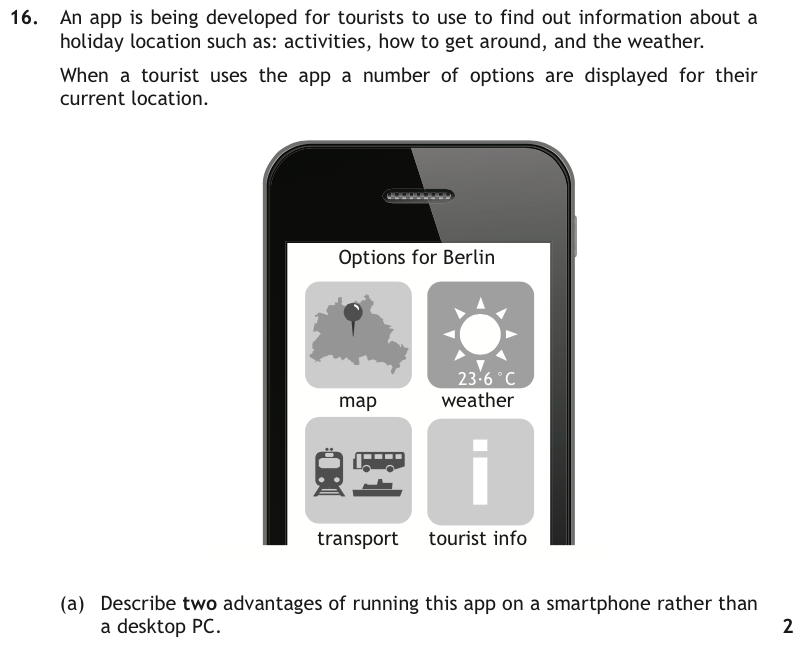 16. An app is being developed for tourists to use to find out information about a
holiday location such as: activities, how to get around, and the weather.
When a tourist uses the app a number of options are displayed for their
current location.
Options for Berlin
23·6 °C
map weather
i
transport tourist info
(a) Describe two advantages of running this app on a smartphone rather than
a desktop PC. 2